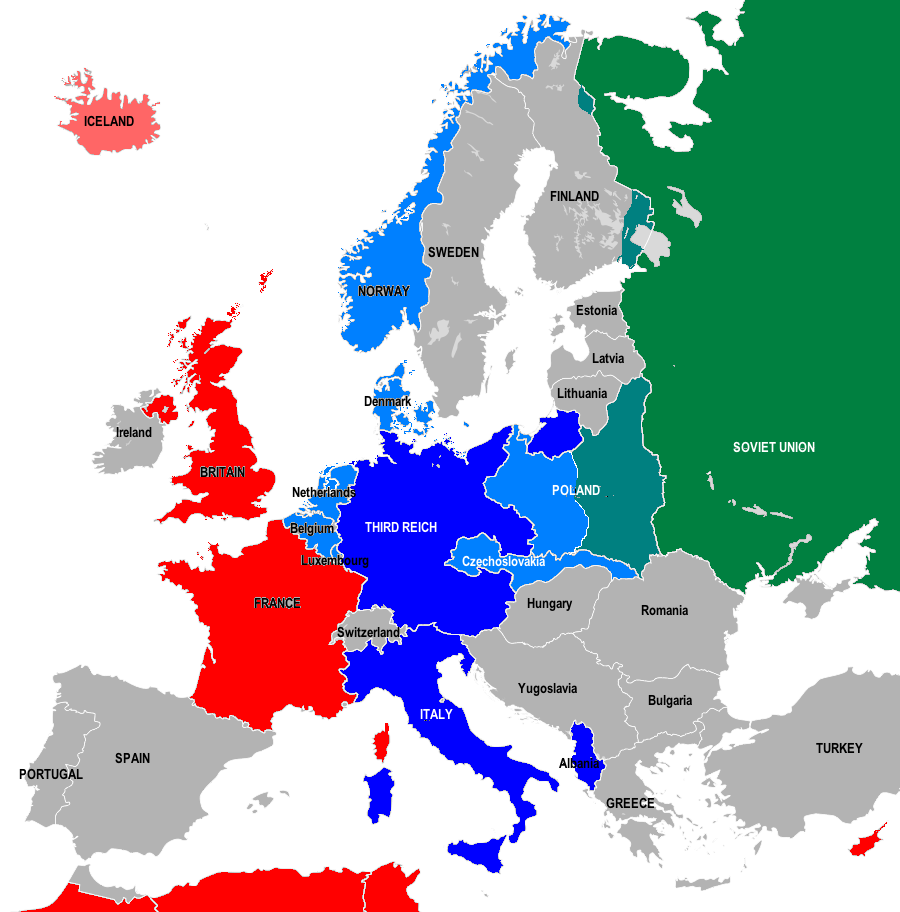 ICELAND
FINLAND
SWEDEN
NORWAY
Estonia
Latvia
Lithuania
Denmark
Ireland
SOVIET UNION
BRITAIN
Netherlands
POLAND
THIRD REICH
Belgium
Luxembourg
Czechoslovakia
FRANCE
Hungary
Romania
Switzerland
Yugoslavia
Bulgaria
ITALY
TURKEY
SPAIN
Albania
PORTUGAL
GREECE